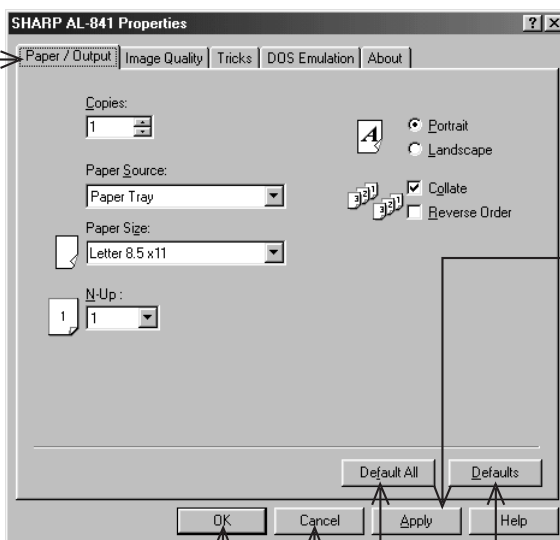 SHARP AL-841 Properties
Paper / Output Image Quality Tricks DOS Emulation About
Copies:
1
Portrait
Landscape
Paper Source:
Paper Tray
Collate
Reverse Order
Paper Size:
Letter 8.5 x11
N-Up :
1
1
Default All Defaults
OK Cancel Apply Help